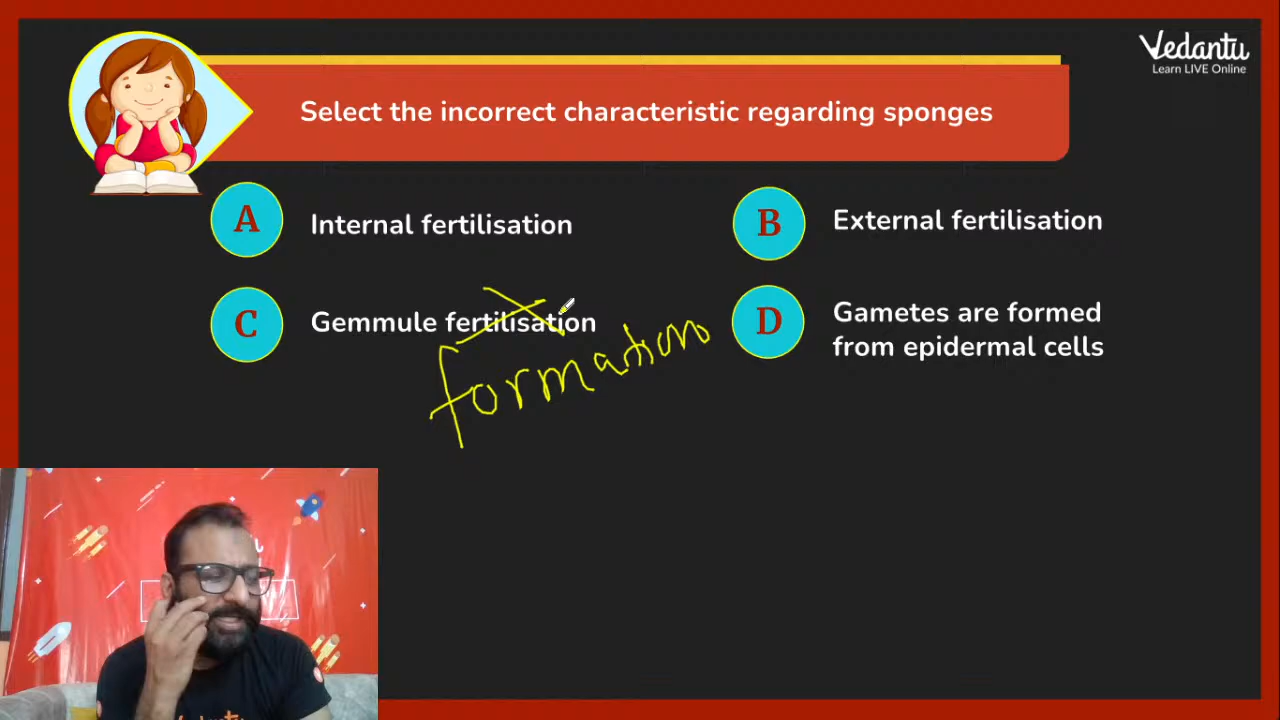 Vedantu
Learn LIVE Online
Select the incorrect characteristic regarding sponges
A Internal fertilisation
B External fertilisation
C Gemmule fertilisation
formation
D Gametes are formed
from epidermal cells